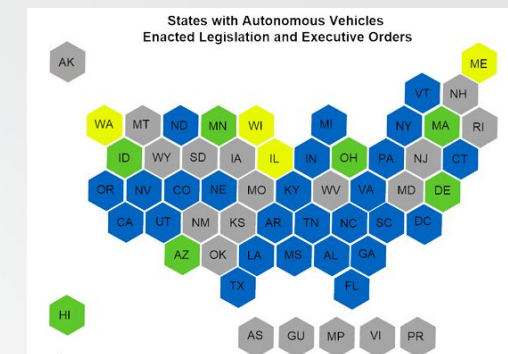 States with Autonomous Vehicles
Enacted Legislation and Executive Orders
AK
ME
VT NH
WA MT ND MN WI MI NY MA RI
ID WY SD IA IL IN OH PA NJ CT
OR NV CO NE MO KY WV VA MD DE
CA UT NM KS AR TN NC SC DC
AZ OK LA MS AL GA
TX FL
HI
AS GU MP VI PR